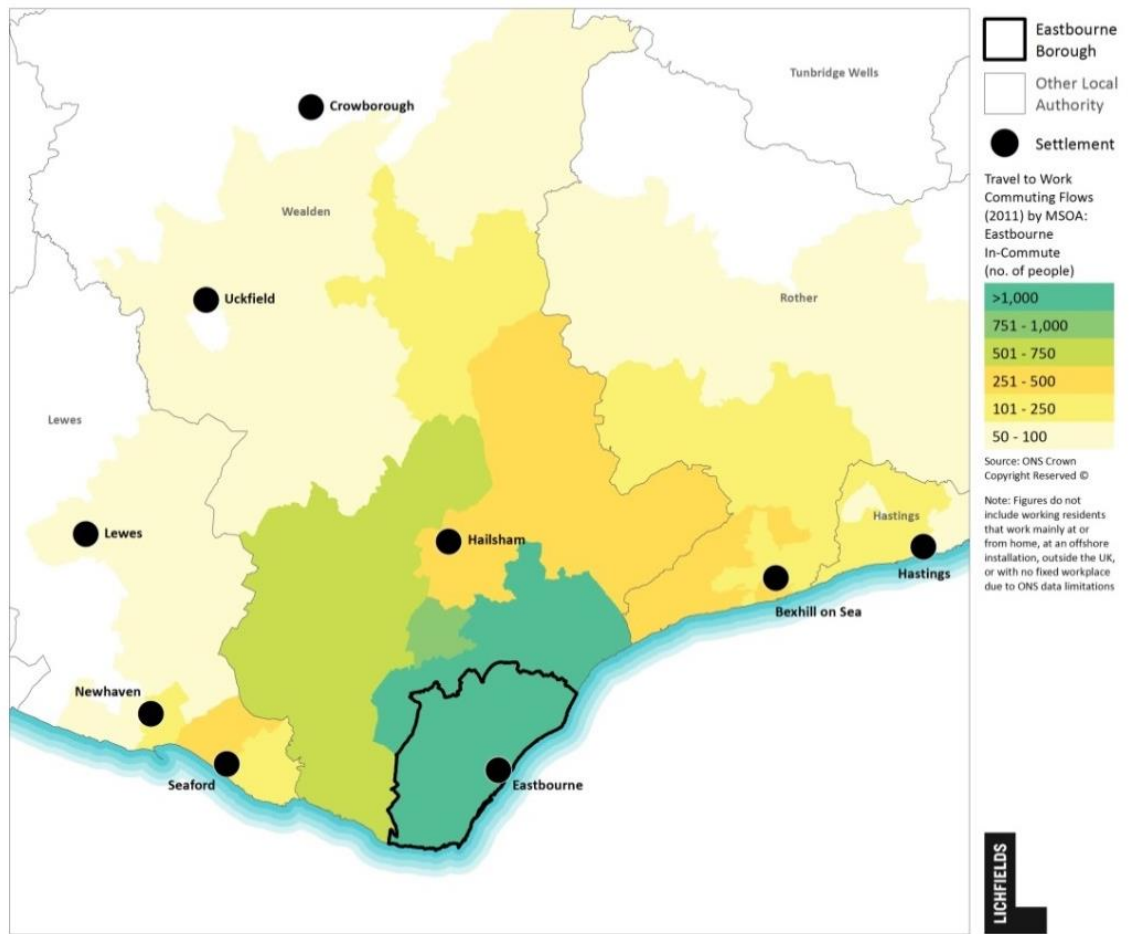 Crowborough
Tunbridge Wells
Wealden
Uckfield
Rother
Lewes
Lewes
Hailsham
Hastings
Hastings
Bexhill on Sea
Newhaven
Seaford
Eastbourne
Eastbourne
Borough
Other Local
Authority
Settlement
Travel to Work
Commuting Flows
(2011) by MSOA:
Eastbourne
In-Commute
(no. of people)
>1,000
751 - 1,000
501 - 750
251 - 500
101 - 250
50 - 100
Source: ONS Crown
Copyright Reserved ©
Note: Figures do not
include working residents
that work mainly at or
from home, at an offshore
installation, outside the UK,
or with no fixed workplace
due to ONS data limitations
LICHFIELDS